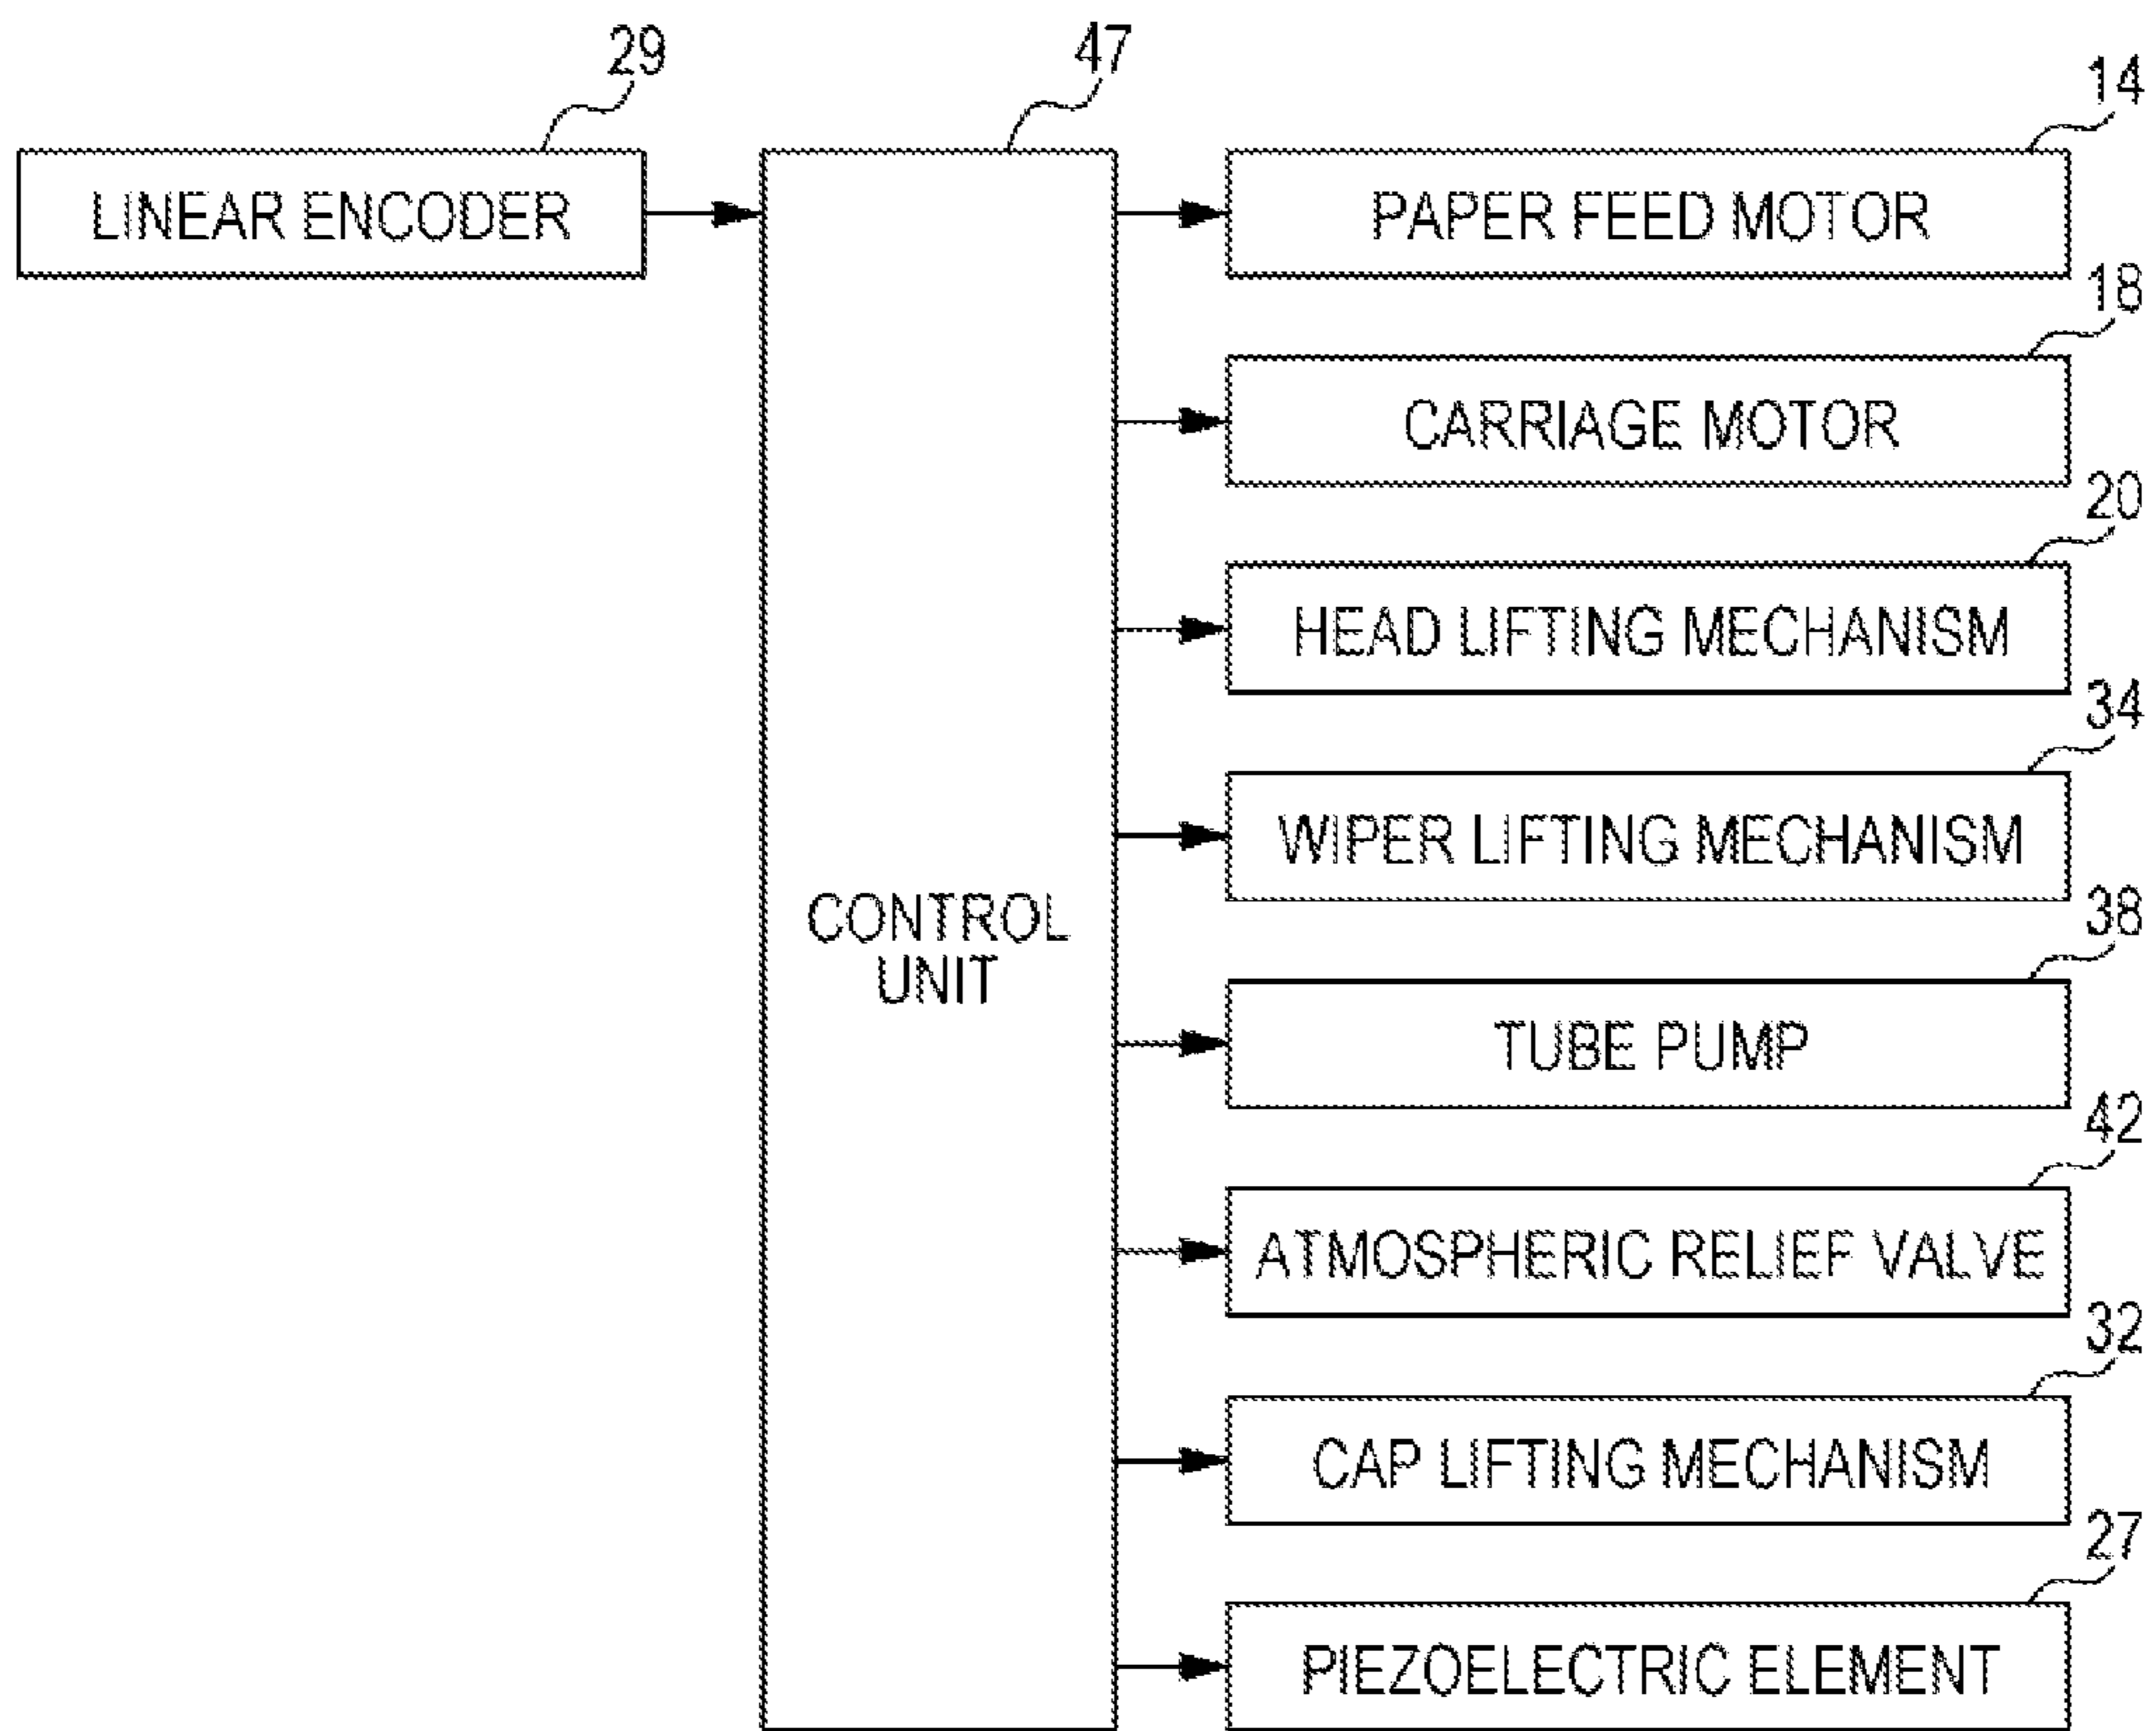 29
47
14
LINEAR ENCODER
PAPER FEED MOTOR
18
CARRIAGE MOTOR
20
HEAD LIFTING MECHANISM
34
WIPER LIFTING MECHANISM
CONTROL
UNIT
38
TUBE PUMP
42
ATMOSPHERIC RELIEF VALVE
32
CAP LIFTING MECHANISM
27
PIEZOELECTRIC ELEMENT